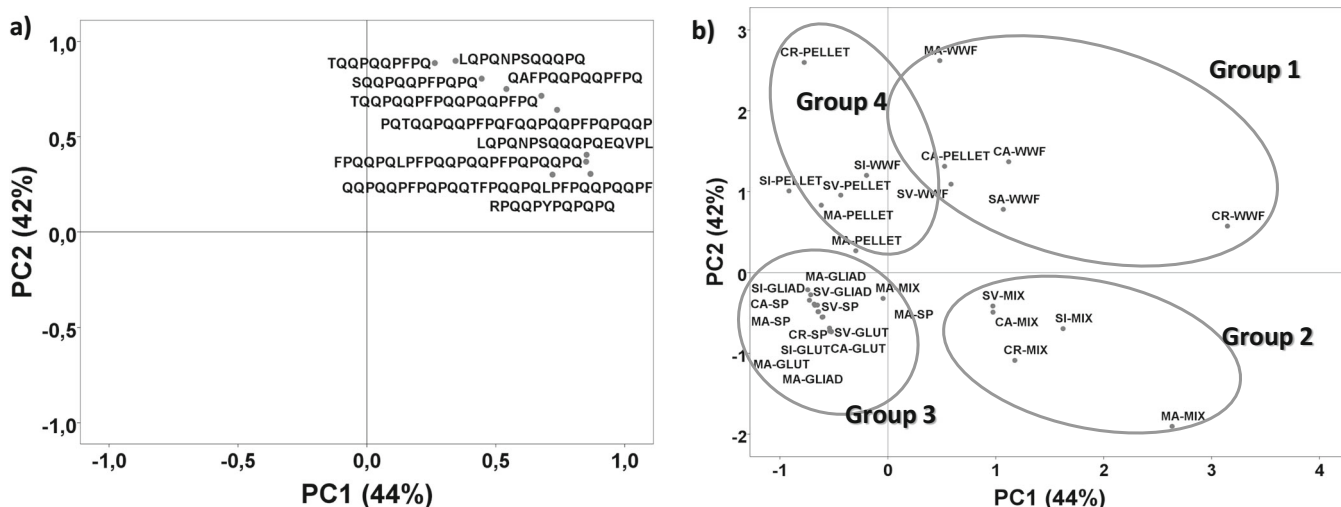 a)
1,0
0,5
0,0
-0,5
-1,0
PC2 (42%)
TQQPQQPFPQ
LQPQNPSQQQPQ
SQQPQQPFPQPQ
QAFPQQPQQPFPQ
TQQPQQPFPQQPQQPFPQ
PQTQQPQQPFPQFQQPQQPFPQPQQP
LQPQNPSQQQPQEQVPL
FPQQPQLPFPQQPQQPFPQPQQPQ
QQPQQPFPQPQQTFPQQPQLPFPQQPQQPF
RPQQPYPQPQPQ
-1,0 -0,5 0,0 0,5 1,0
PC1 (44%)
b)
3
2
1
0
-1
-2
PC2 (42%)
CR-PELLET
MA-WWF
Group 1
Group 4
SI-WWF
CA-PELLET
CA-WWF
SI-PELLET
SV-PELLET
SV-WWF
SA-WWF
MA-PELLET
CR-WWF
MA-PELLET
MA-GLIAD
SI-GLIAD
SV-GLIAD
MA-MIX
CA-SP
SV-SP
MA-SP
MA-SP
CR-SP
SV-GLUT
SI-GLUT
CA-GLUT
MA-GLUT
MA-GLIAD
Group 3
SV-MIX
CA-MIX
SI-MIX
Group 2
CR-MIX
MA-MIX
-1 0 1 2 3 4
PC1 (44%)